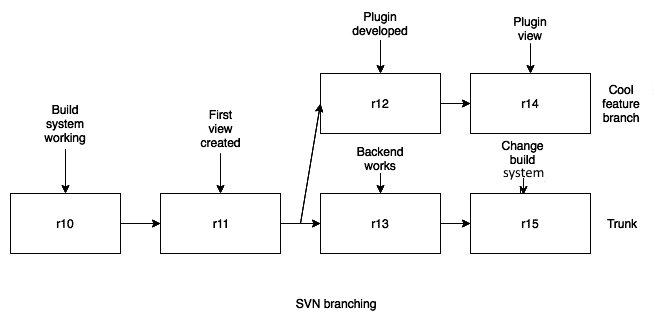 Plugin
developed
Plugin
view
r12
r14
Cool
feature
branch
Build
system
working
First
view
created
Backend
works
Change
build
system
r10
r11
r13
r15
Trunk
SVN branching